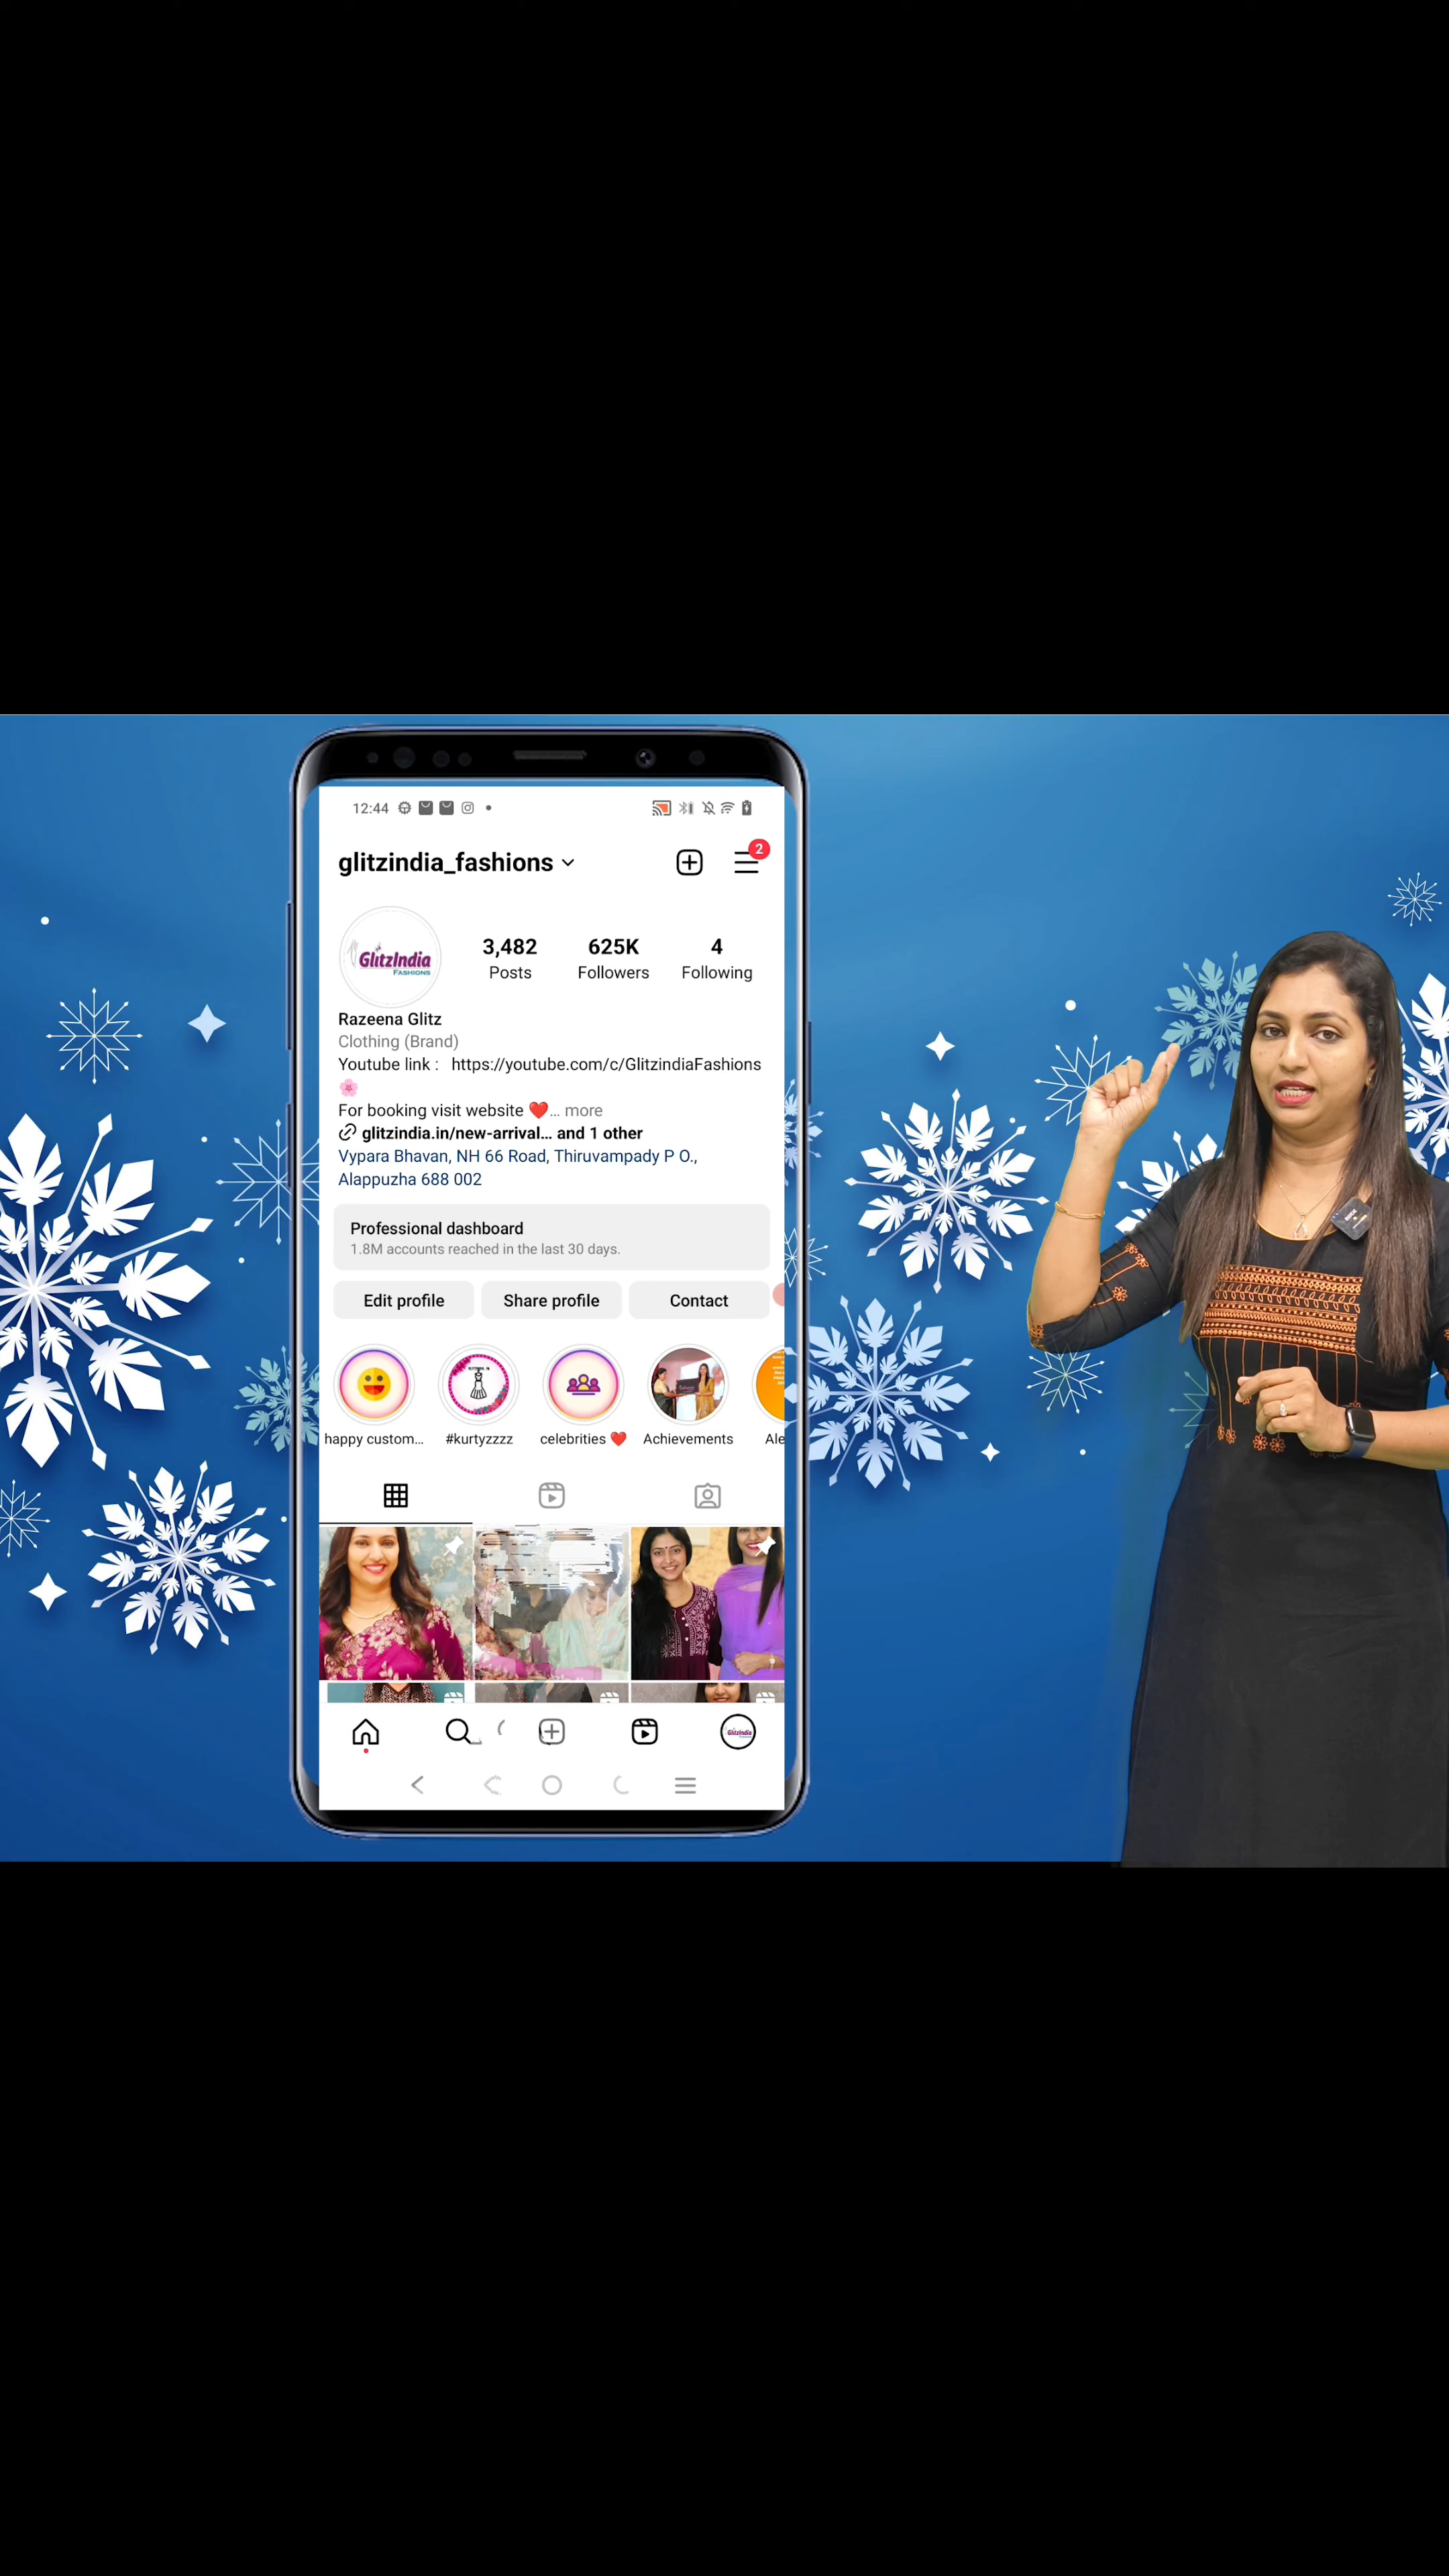 12:44
glitzindia_fashions
2
GlitzIndia
FASHIONS
3,482
625K
4
Posts
Followers
Following
Razeena Glitz
Clothing (Brand)
Youtube link : https://youtube.com/c/GlitzindiaFashions
🌸
For booking visit website ❤️... more
glitzindia.in/new-arrival... and 1 other
Vypara Bhavan, NH 66 Road, Thiruvampady P O.,
Alappuzha 688 002
Professional dashboard
1.8M accounts reached in the last 30 days.
Edit profile
Share profile
Contact
happy custom...
#kurtyzzzz
celebrities ❤️
Achievements
Ale
GlitzIndia